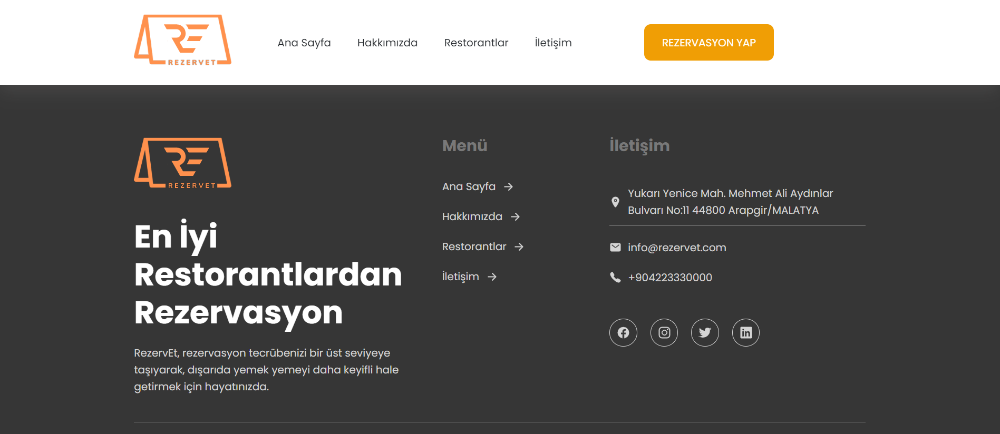 REZERVET
Ana Sayfa
Hakkımızda
Restorantlar
İletişim
REZERVASYON YAP
REZERVET
En İyi
Restorantlardan
Rezervasyon
RezervEt, rezervasyon tecrübenizi bir üst seviyeye
taşıyarak, dışarıda yemek yemeyi daha keyifli hale
getirmek için hayatınızda.
Menü
Ana Sayfa
Hakkımızda
Restorantlar
İletişim
İletişim
Yukarı Yenice Mah. Mehmet Ali Aydınlar
Bulvarı No:11 44800 Arapgir/MALATYA
info@rezervet.com
+904223330000